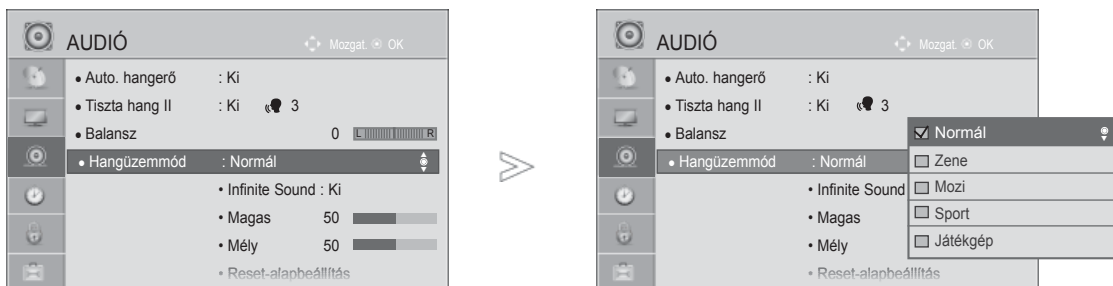 AUDIÓ Mozgat. OK
• Auto. hangerő : Ki
• Tiszta hang II : Ki 3
• Balansz 0 L R
• Hangüzemmód : Normál
• Infinite Sound : Ki
• Magas 50
• Mély 50
• Reset-alapbeállítás
AUDIÓ Mozgat. OK
• Auto. hangerő : Ki
• Tiszta hang II : Ki 3
• Balansz
• Hangüzemmód : Normál
• Infinite Sound
• Magas
• Mély
• Reset-alapbeállítás
Normál
Zene
Mozi
Sport
Játékgép